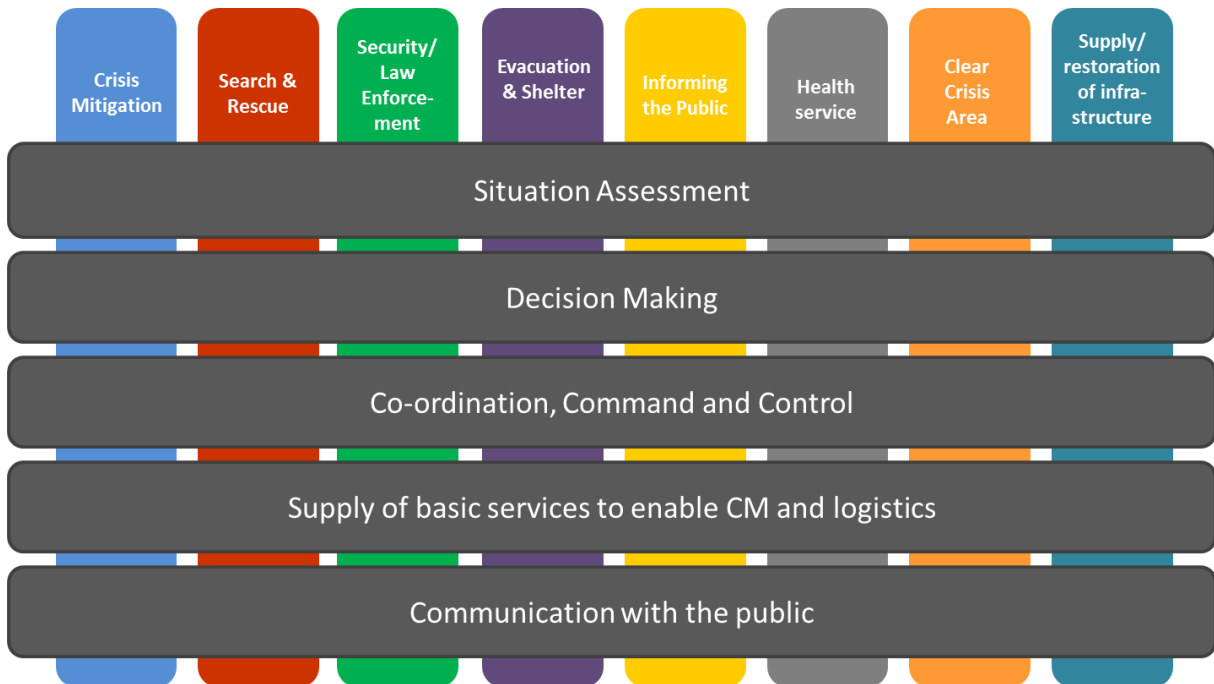 Crisis
Mitigation
Search &
Rescue
Security/
Law
Enforce-
ment
Evacuation
& Shelter
Informing
the Public
Health
service
Clear
Crisis
Area
Supply/
restoration
of infra-
structure
Situation Assessment
Decision Making
Co-ordination, Command and Control
Supply of basic services to enable CM and logistics
Communication with the public